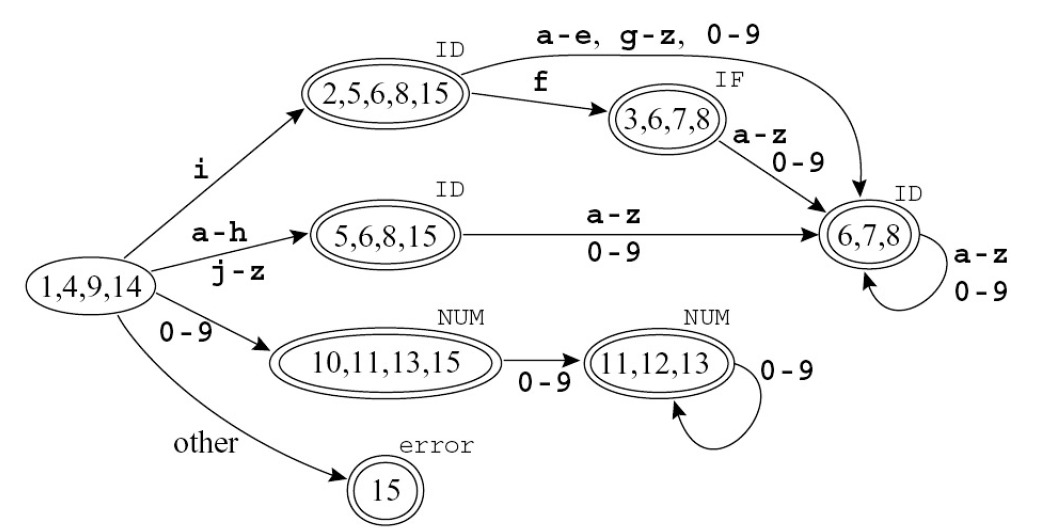 a-e, g-z, 0-9
ID
2,5,6,8,15
f
IF
3,6,7,8
a-z
0-9
i
ID
ID
a-h
j-z
5,6,8,15
a-z
0-9
6,7,8
a-z
0-9
1,4,9,14
0-9
NUM
10,11,13,15
0-9
NUM
11,12,13
0-9
other
error
15